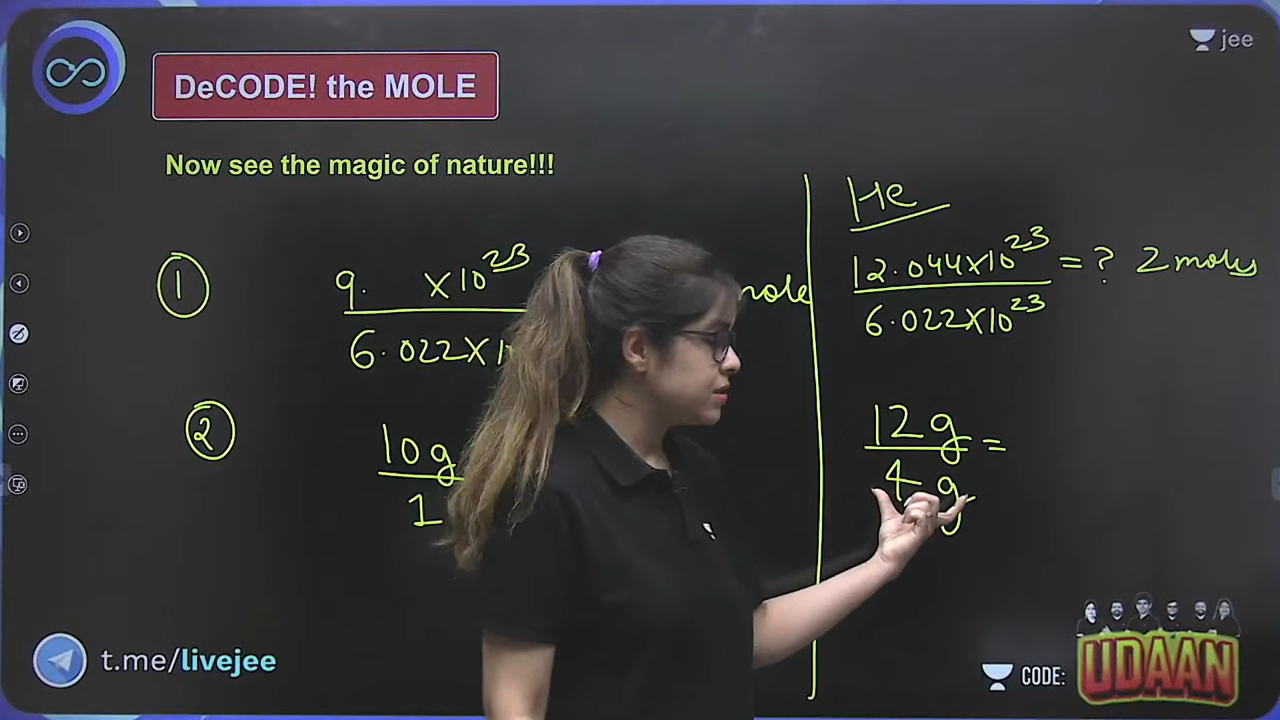 jee
DeCODE! the MOLE
Now see the magic of nature!!!
He
1
9. ×10²³
mole
12.044×10²³ = ? 2 moles
6.022×
6.022×10²³
2
10g
12g =
1
4g
t.me/livejee
CODE: UDAAN